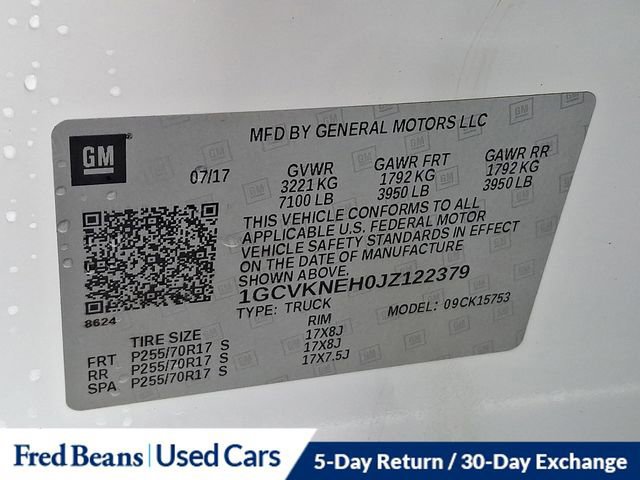 MFD BY GENERAL MOTORS LLC
GM
07/17 GVWR GAWR FRT GAWR RR
3221 KG 1792 KG 1792 KG
7100 LB 3950 LB 3950 LB
THIS VEHICLE CONFORMS TO ALL
APPLICABLE U.S. FEDERAL MOTOR
VEHICLE SAFETY STANDARDS IN EFFECT
ON THE DATE OF MANUFACTURE
SHOWN ABOVE.
1GCVKNEH0JZ122379
8624
TYPE: TRUCK MODEL: 09CK15753
TIRE SIZE RIM
FRT P255/70R17 S 17X8J
RR P255/70R17 S 17X8J
SPA P255/70R17 S 17X7.5J
Fred Beans | Used Cars 5-Day Return / 30-Day Exchange